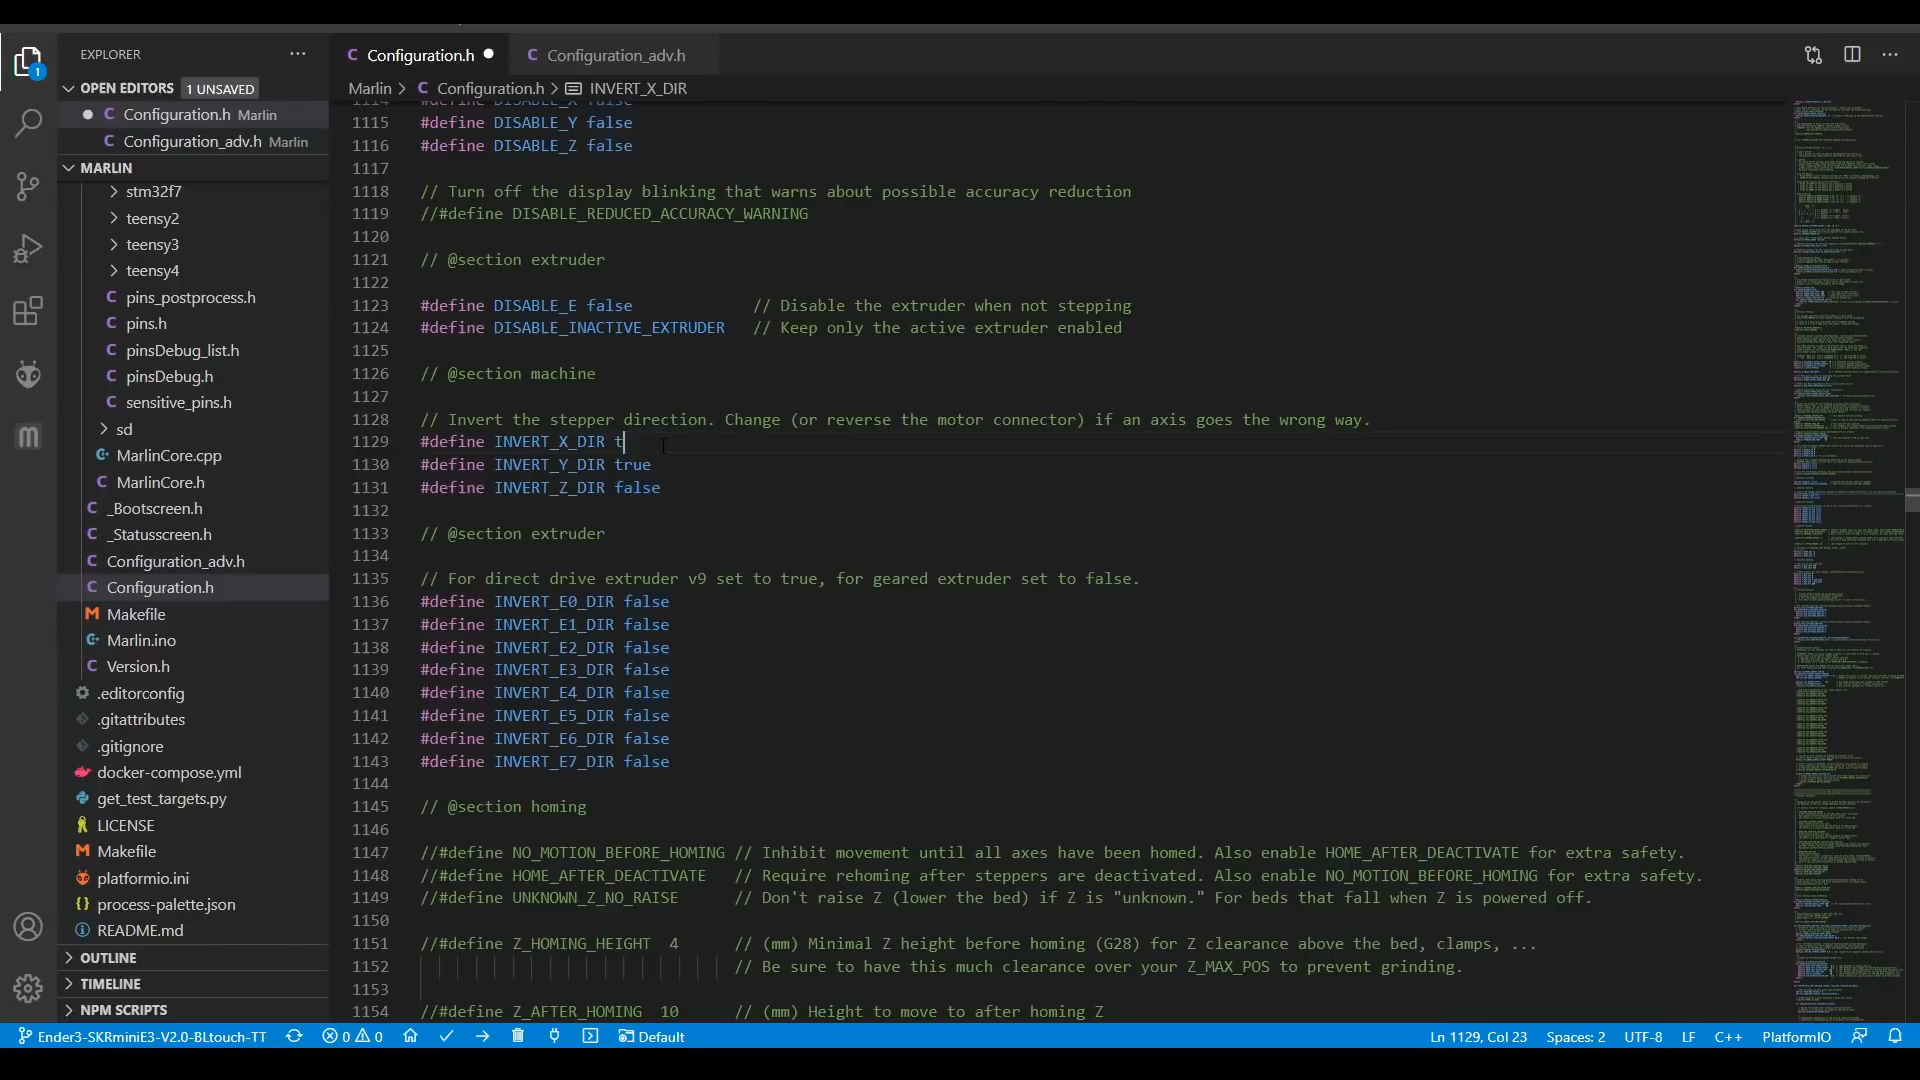 EXPLORER
1
OPEN EDITORS 1 UNSAVED
Configuration.h Marlin
Configuration_adv.h Marlin
MARLIN
stm32f7
teensy2
teensy3
teensy4
pins_postprocess.h
pins.h
pinsDebug_list.h
pinsDebug.h
sensitive_pins.h
sd
MarlinCore.cpp
MarlinCore.h
_Bootscreen.h
_Statusscreen.h
Configuration_adv.h
Configuration.h
Makefile
Marlin.ino
Version.h
.editorconfig
.gitattributes
.gitignore
docker-compose.yml
get_test_targets.py
LICENSE
Makefile
platformio.ini
process-palette.json
README.md
OUTLINE
TIMELINE
NPM SCRIPTS
Configuration.h
Configuration_adv.h
Marlin > Configuration.h > INVERT_X_DIR
1114 #define DISABLE_X false
1115 #define DISABLE_Y false
1116 #define DISABLE_Z false
1117
1118 // Turn off the display blinking that warns about possible accuracy reduction
1119 //#define DISABLE_REDUCED_ACCURACY_WARNING
1120
1121 // @section extruder
1122
1123 #define DISABLE_E false // Disable the extruder when not stepping
1124 #define DISABLE_INACTIVE_EXTRUDER // Keep only the active extruder enabled
1125
1126 // @section machine
1127
1128 // Invert the stepper direction. Change (or reverse the motor connector) if an axis goes the wrong way.
1129 #define INVERT_X_DIR t
1130 #define INVERT_Y_DIR true
1131 #define INVERT_Z_DIR false
1132
1133 // @section extruder
1134
1135 // For direct drive extruder v9 set to true, for geared extruder set to false.
1136 #define INVERT_E0_DIR false
1137 #define INVERT_E1_DIR false
1138 #define INVERT_E2_DIR false
1139 #define INVERT_E3_DIR false
1140 #define INVERT_E4_DIR false
1141 #define INVERT_E5_DIR false
1142 #define INVERT_E6_DIR false
1143 #define INVERT_E7_DIR false
1144
1145 // @section homing
1146
1147 //#define NO_MOTION_BEFORE_HOMING // Inhibit movement until all axes have been homed. Also enable HOME_AFTER_DEACTIVATE for extra safety.
1148 //#define HOME_AFTER_DEACTIVATE // Require rehoming after steppers are deactivated. Also enable NO_MOTION_BEFORE_HOMING for extra safety.
1149 //#define UNKNOWN_Z_NO_RAISE // Don't raise Z (lower the bed) if Z is "unknown." For beds that fall when Z is powered off.
1150
1151 //#define Z_HOMING_HEIGHT 4 // (mm) Minimal Z height before homing (G28) for Z clearance above the bed, clamps, ...
1152 // Be sure to have this much clearance over your Z_MAX_POS to prevent grinding.
1153
1154 //#define Z_AFTER_HOMING 10 // (mm) Height to move to after homing Z
Ender3-SKRminiE3-V2.0-BLtouch-TT 0 0 Default Ln 1129, Col 23 Spaces: 2 UTF-8 LF C++ PlatformIO